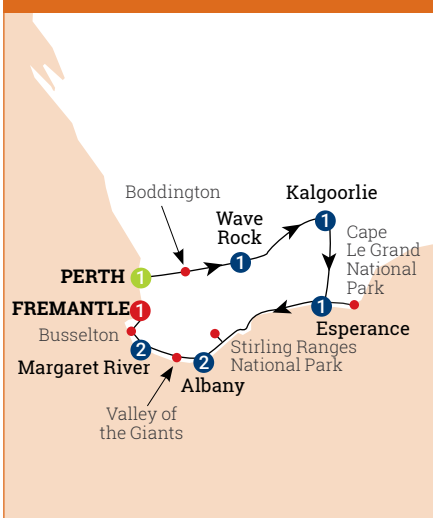 Boddington
Kalgoorlie
Wave
Rock
1
1
Cape
Le Grand
National
Park
PERTH 1
FREMANTLE 1
1
Esperance
Busselton
2
Margaret River
2
Albany
Stirling Ranges
National Park
Valley of
the Giants